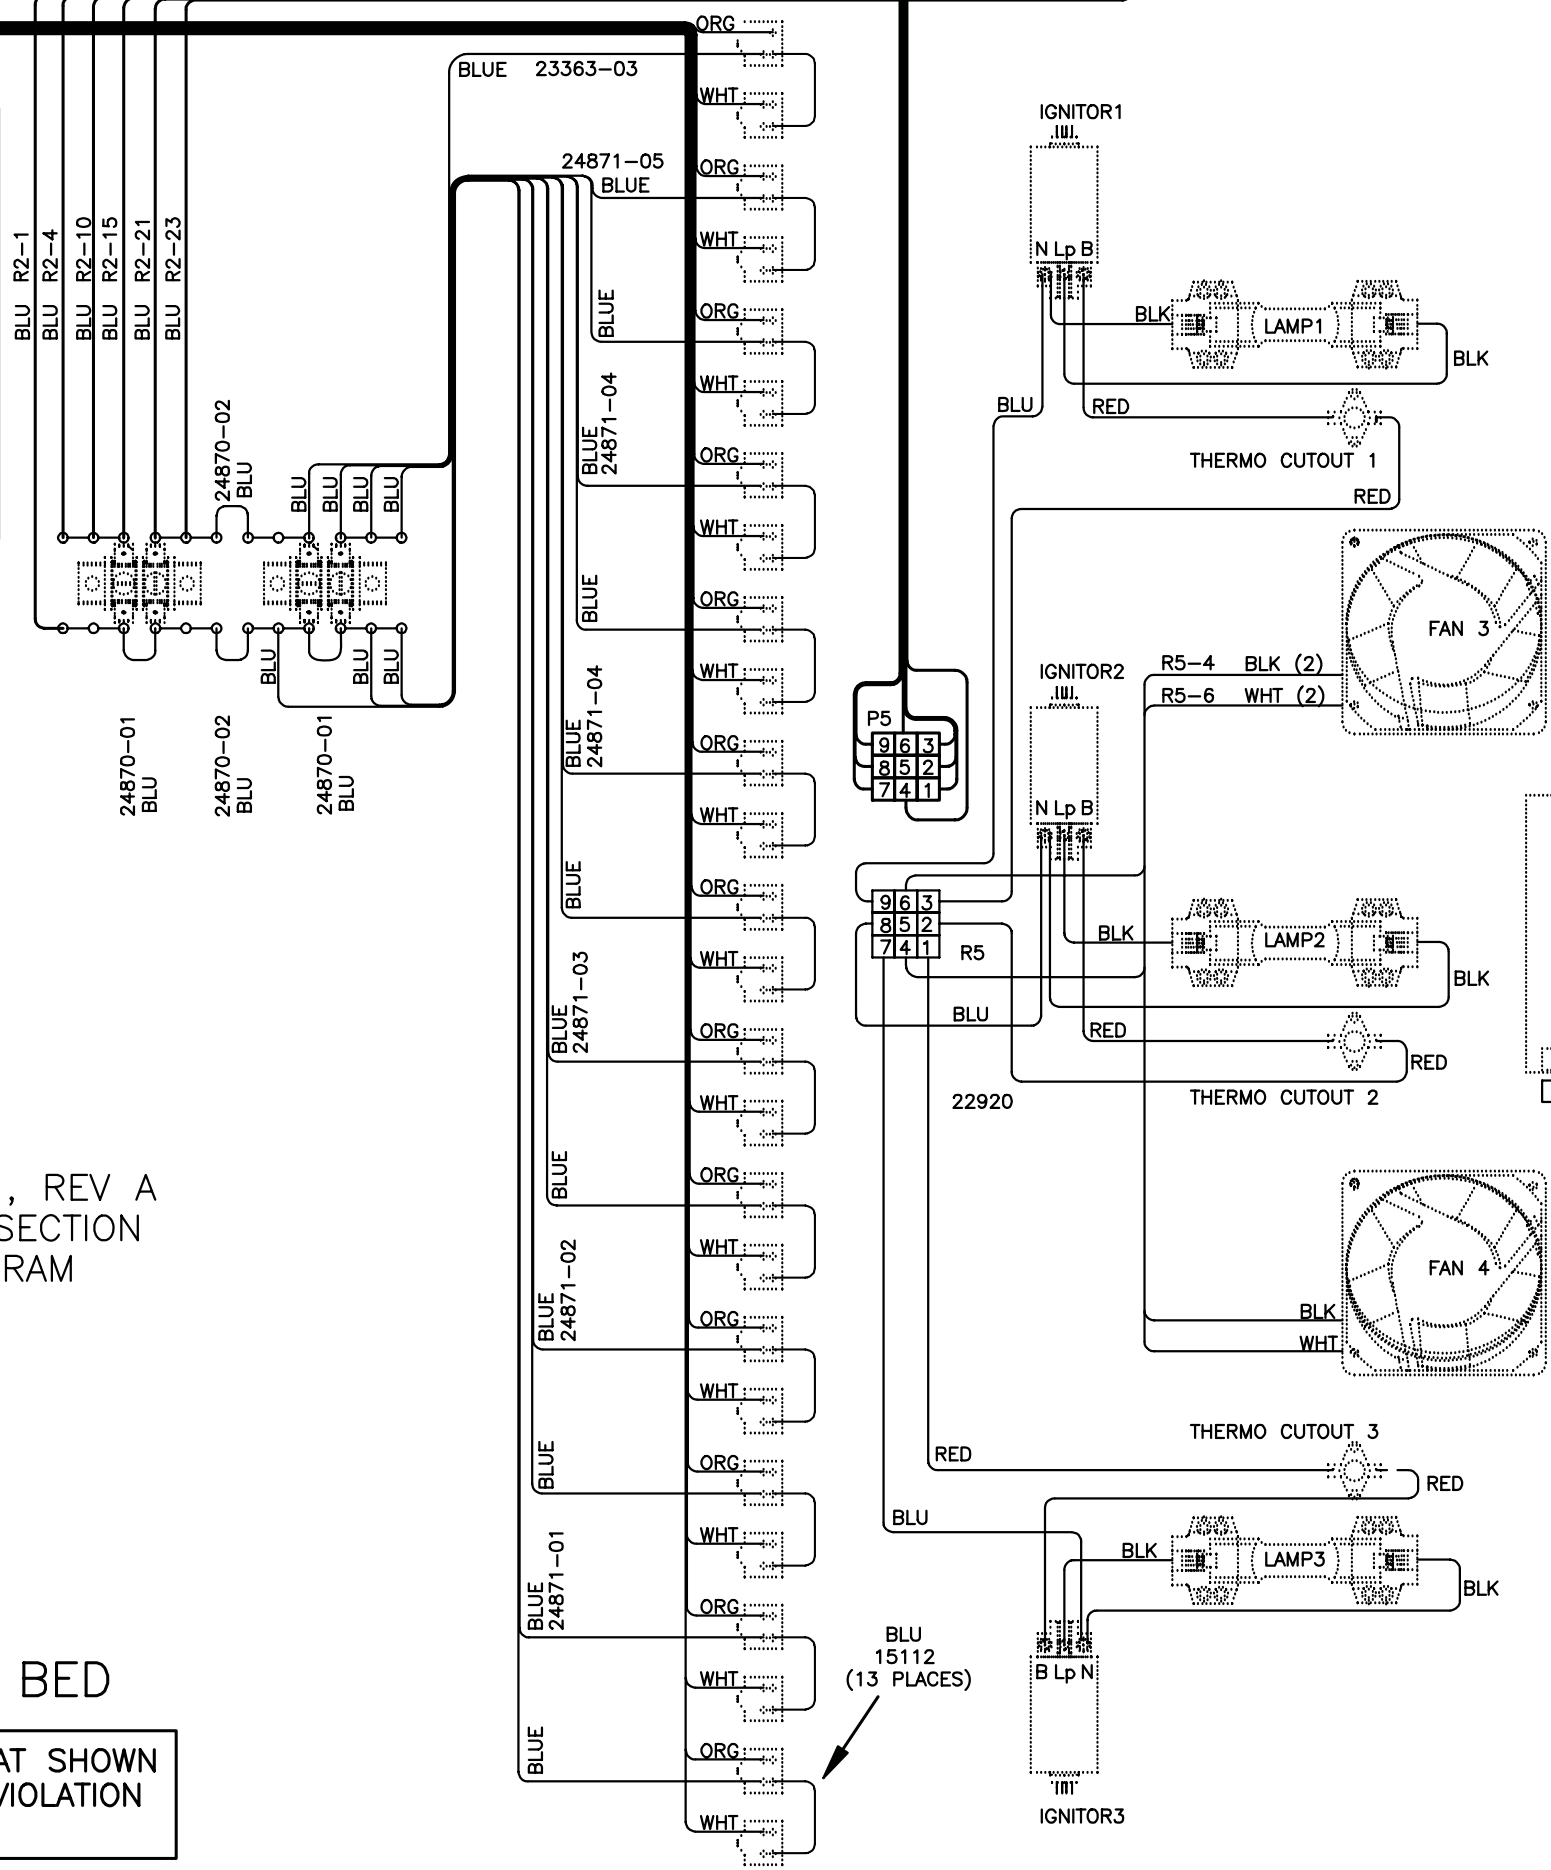 ORG
BLUE 23363-03
WHT
24871-05
BLUE
ORG
WHT
BLUE
ORG
WHT
BLUE
24871-04
ORG
WHT
BLUE
ORG
WHT
BLUE
24871-04
ORG
WHT
BLUE
ORG
WHT
BLUE
24871-03
ORG
WHT
BLUE
ORG
WHT
BLUE
24871-02
ORG
WHT
BLUE
ORG
WHT
BLUE
24871-01
ORG
WHT
BLUE
ORG
WHT
BLU
15112
(13 PLACES)
BLU R2-1
BLU R2-4
BLU R2-10
BLU R2-15
BLU R2-21
BLU R2-23
24870-02
BLU
BLU
BLU
BLU
BLU
BLU
BLU
BLU
24870-01
BLU
24870-02
BLU
24870-01
BLU
, REV A
SECTION
RAM
BED
AT SHOWN
VIOLATION
IGNITOR1
N Lp B
BLK
LAMP1
BLK
BLU
RED
THERMO CUTOUT 1
RED
FAN 3
R5-4 BLK (2)
R5-6 WHT (2)
IGNITOR2
P5
9 6 3
8 5 2
7 4 1
N Lp B
9 6 3
8 5 2
7 4 1
R5
BLK
LAMP2
BLK
BLU
RED
RED
22920
THERMO CUTOUT 2
FAN 4
BLK
WHT
THERMO CUTOUT 3
RED
RED
BLU
BLK
LAMP3
BLK
B Lp N
IGNITOR3